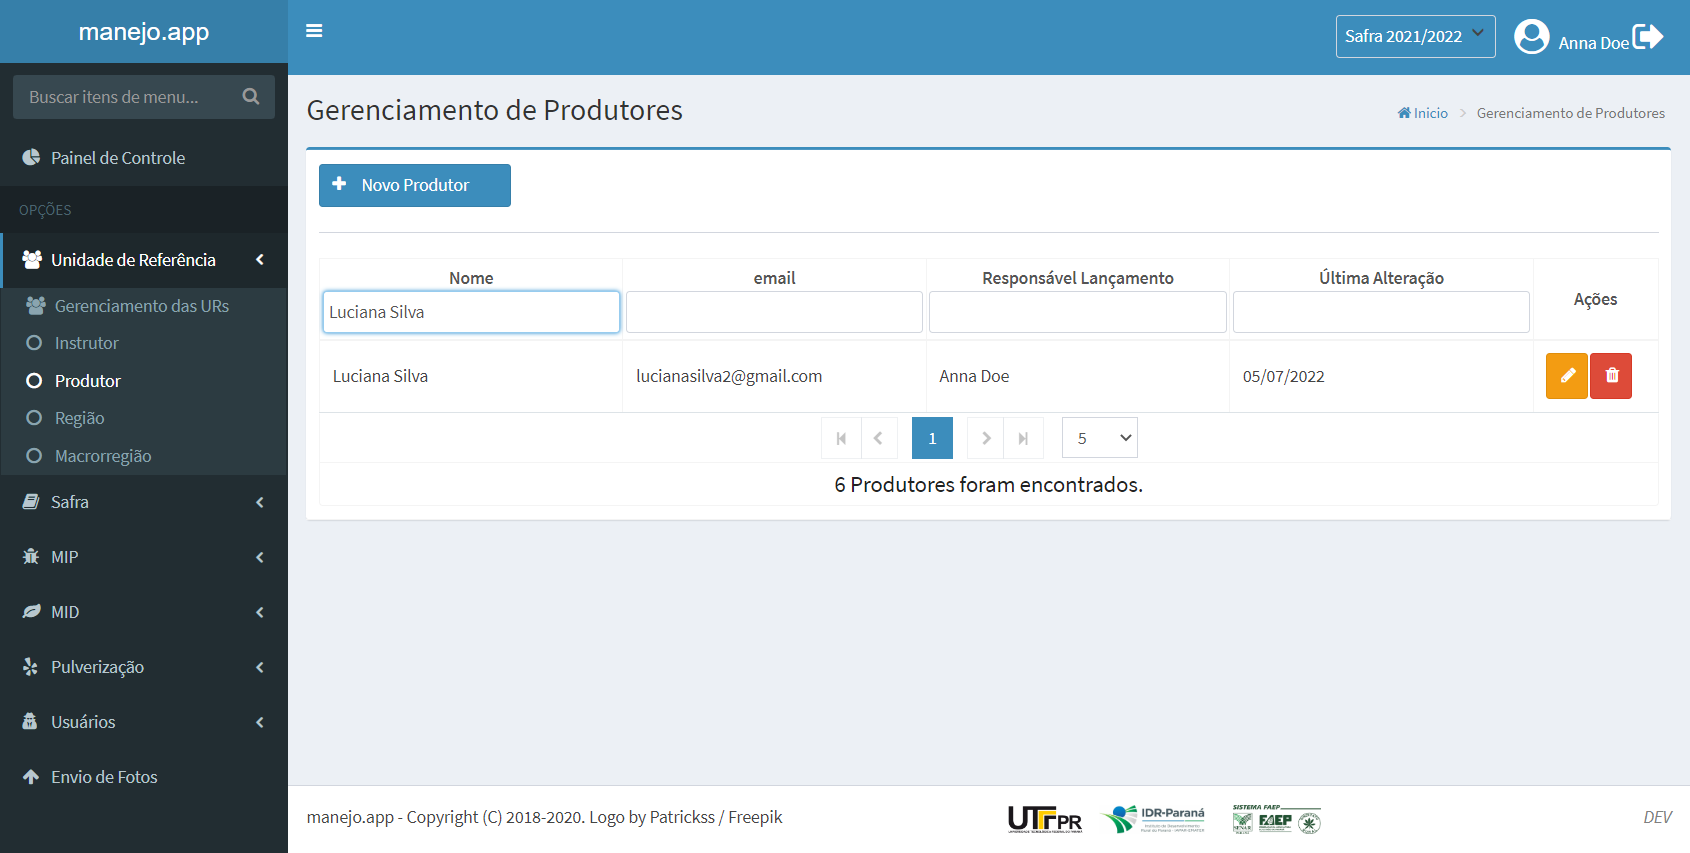 manejo.app
Safra 2021/2022
Anna Doe
Buscar itens de menu...
Painel de Controle
OPÇÕES
Unidade de Referência
Gerenciamento das URs
Instrutor
Produtor
Região
Macrorregião
Safra
MIP
MID
Pulverização
Usuários
Envio de Fotos
Gerenciamento de Produtores
Inicio > Gerenciamento de Produtores
Novo Produtor
Nome email Responsável Lançamento Última Alteração Ações
Luciana Silva
Luciana Silva lucianasilva2@gmail.com Anna Doe 05/07/2022
1 5
6 Produtores foram encontrados.
manejo.app - Copyright (C) 2018-2020. Logo by Patrickss / Freepik
UTFPR
IDR-Paraná
SISTEMA FAEP
SENAR FAEP
DEV